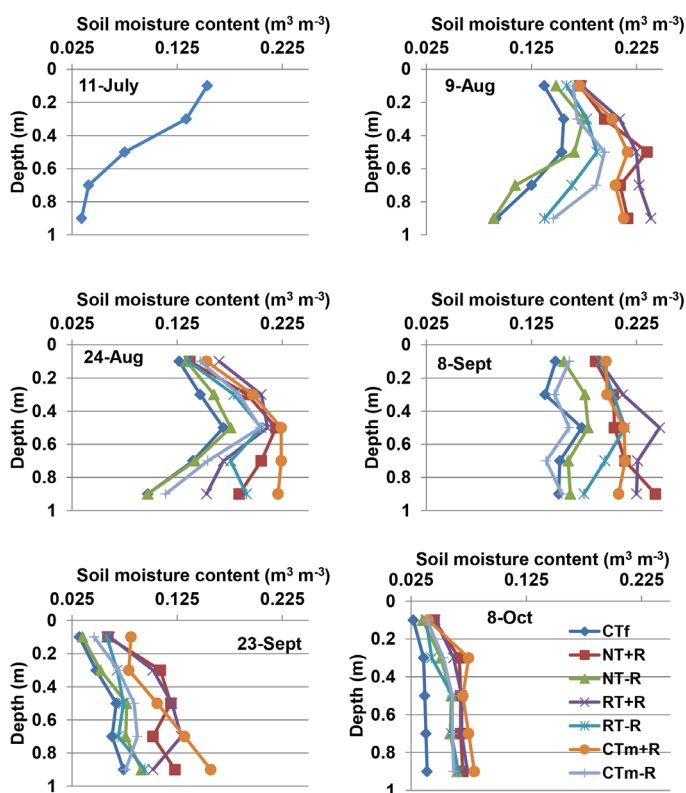 Soil moisture content (m³ m⁻³)
0.025 0.125 0.225
0
0.2
0.4
0.6
0.8
1
Depth (m)
11-July
Soil moisture content (m³ m⁻³)
0.025 0.125 0.225
0
0.2
0.4
0.6
0.8
1
Depth (m)
9-Aug
Soil moisture content (m³ m⁻³)
0.025 0.125 0.225
0
0.2
0.4
0.6
0.8
1
Depth (m)
24-Aug
Soil moisture content (m³ m⁻³)
0.025 0.125 0.225
0
0.2
0.4
0.6
0.8
1
Depth (m)
8-Sept
Soil moisture content (m³ m⁻³)
0.025 0.125 0.225
0
0.2
0.4
0.6
0.8
1
Depth (m)
23-Sept
Soil moisture content (m³ m⁻³)
0.025 0.125 0.225
0
0.2
0.4
0.6
0.8
1
Depth (m)
8-Oct
CTf
NT+R
NT-R
RT+R
RT-R
CTm+R
CTm-R